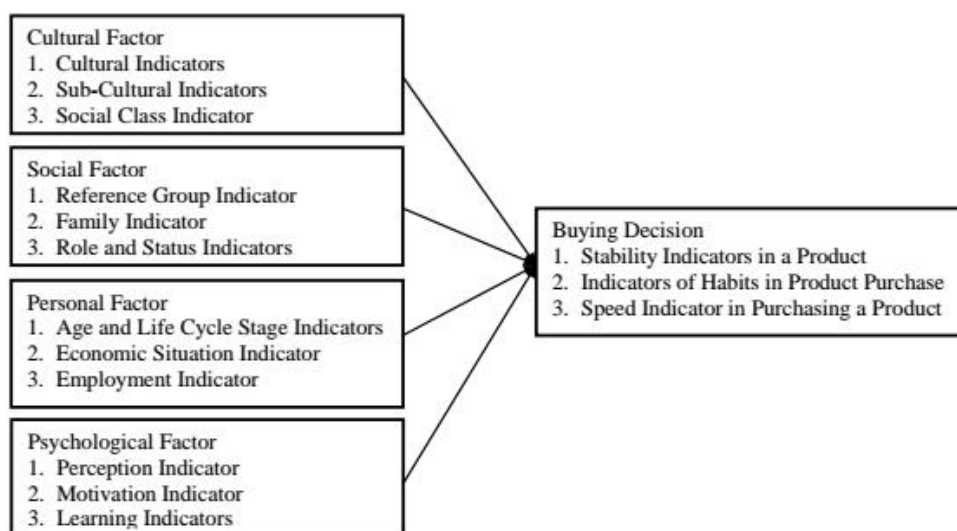 Cultural Factor
1. Cultural Indicators
2. Sub-Cultural Indicators
3. Social Class Indicator
Social Factor
1. Reference Group Indicator
2. Family Indicator
3. Role and Status Indicators
Personal Factor
1. Age and Life Cycle Stage Indicators
2. Economic Situation Indicator
3. Employment Indicator
Psychological Factor
1. Perception Indicator
2. Motivation Indicator
3. Learning Indicators
Buying Decision
1. Stability Indicators in a Product
2. Indicators of Habits in Product Purchase
3. Speed Indicator in Purchasing a Product